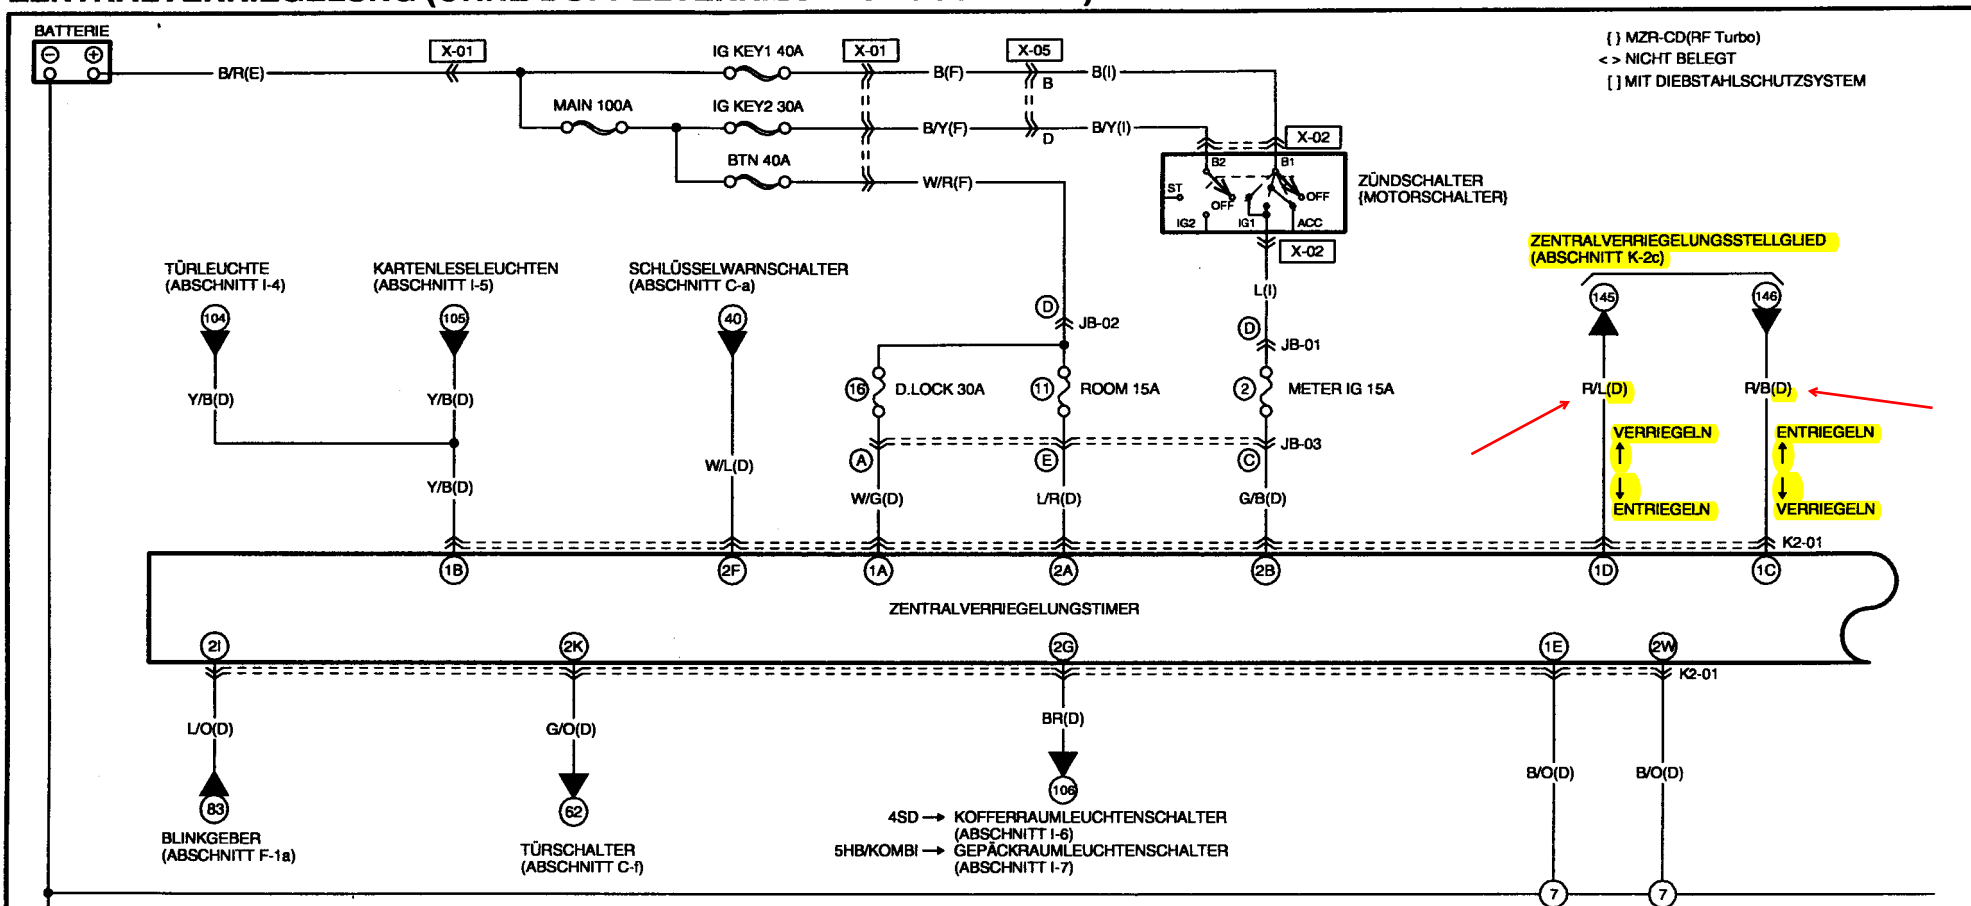 BATTERIE
X-01
IG KEY1 40A
X-01
X-05
{ } MZR-CD(RF Turbo)
< > NICHT BELEGT
[ ] MIT DIEBSTAHLSCHUTZSYSTEM
B/R(E)
B(F)
B
B(I)
MAIN 100A
IG KEY2 30A
B/Y(F)
D
B/Y(I)
X-02
BTN 40A
W/R(F)
B2
B1
ST
OFF
OFF
IG2
IG1
ACC
ZÜNDSCHALTER
{MOTORSCHALTER}
X-02
ZENTRALVERRIEGELUNGSSTELLGLIED
(ABSCHNITT K-2c)
TÜRLEUCHTE
(ABSCHNITT I-4)
KARTENLESELEUCHTEN
(ABSCHNITT I-5)
SCHLÜSSELWARNSCHALTER
(ABSCHNITT C-a)
L(I)
104
105
40
D
JB-02
D
JB-01
145
146
Y/B(D)
Y/B(D)
16
D.LOCK 30A
11
ROOM 15A
2
METER IG 15A
R/L(D)
R/B(D)
VERRIEGELN
ENTRIEGELN
JB-03
A
E
C
W/L(D)
Y/B(D)
W/G(D)
L/R(D)
G/B(D)
ENTRIEGELN
VERRIEGELN
K2-01
1B
2F
1A
2A
2B
1D
1C
ZENTRALVERRIEGELUNGSTIMER
2I
2K
2G
1E
2W
K2-01
L/O(D)
G/O(D)
BR(D)
B/O(D)
B/O(D)
83
62
106
BLINKGEBER
(ABSCHNITT F-1a)
TÜRSCHALTER
(ABSCHNITT C-f)
4SD → KOFFERRAUMLEUCHTENSCHALTER
(ABSCHNITT I-6)
5HB/KOMBI → GEPÄCKRAUMLEUCHTENSCHALTER
(ABSCHNITT I-7)
7
7